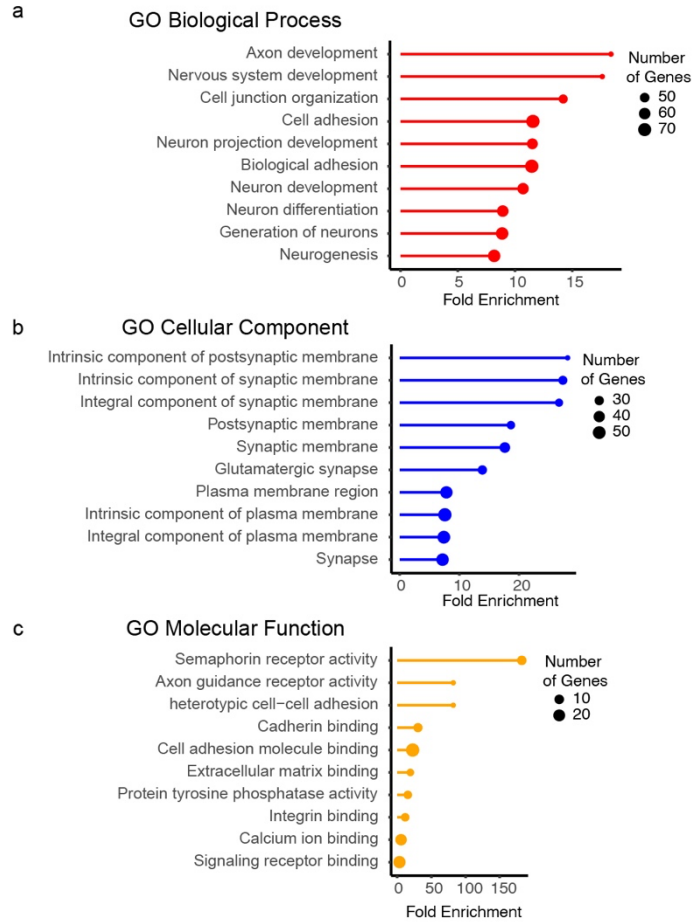 a
GO Biological Process
Axon development
Nervous system development
Cell junction organization
Cell adhesion
Neuron projection development
Biological adhesion
Neuron development
Neuron differentiation
Generation of neurons
Neurogenesis
Number
of Genes
50
60
70
0 5 10 15
Fold Enrichment
b
GO Cellular Component
Intrinsic component of postsynaptic membrane
Intrinsic component of synaptic membrane
Integral component of synaptic membrane
Postsynaptic membrane
Synaptic membrane
Glutamatergic synapse
Plasma membrane region
Intrinsic component of plasma membrane
Integral component of plasma membrane
Synapse
Number
of Genes
30
40
50
0 10 20
Fold Enrichment
c
GO Molecular Function
Semaphorin receptor activity
Axon guidance receptor activity
heterotypic cell−cell adhesion
Cadherin binding
Cell adhesion molecule binding
Extracellular matrix binding
Protein tyrosine phosphatase activity
Integrin binding
Calcium ion binding
Signaling receptor binding
Number
of Genes
10
20
0 50 100 150
Fold Enrichment